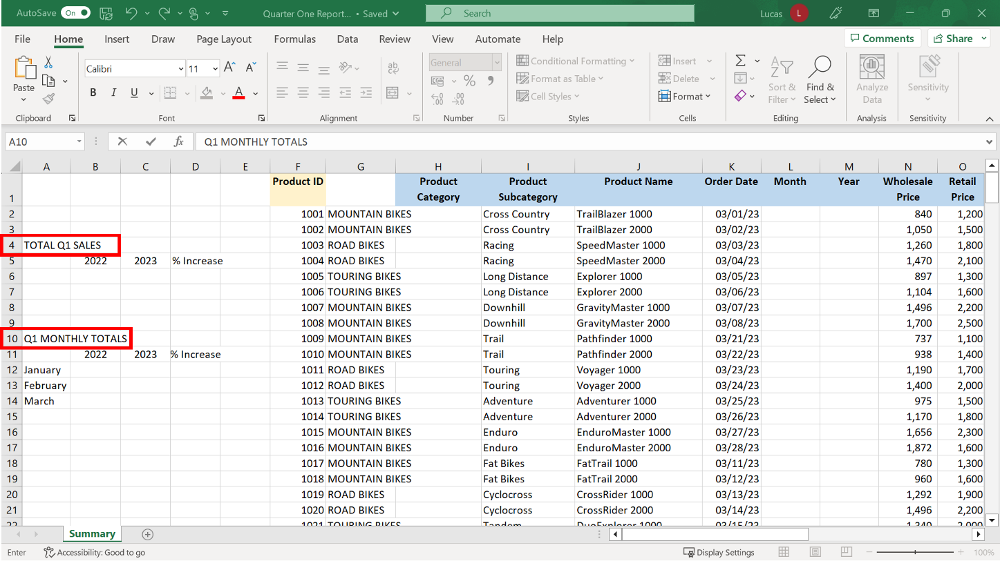 AutoSave On Quarter One Report... • Saved Search Lucas L
File Home Insert Draw Page Layout Formulas Data Review View Automate Help Comments Share
Calibri 11 General Conditional Formatting Insert Σ
Paste B I U A ab % Format as Table Delete Sort & Filter Find & Select Analyze Data Sensitivity
Cell Styles Format
Clipboard Font Alignment Number Styles Cells Editing Analysis Sensitivity
A10 fx Q1 MONTHLY TOTALS
A B C D E F G H I J K L M N O
1 Product ID Product Category Product Subcategory Product Name Order Date Month Year Wholesale Price Retail Price
2 1001 MOUNTAIN BIKES Cross Country TrailBlazer 1000 03/01/23 840 1,200
3 1002 MOUNTAIN BIKES Cross Country TrailBlazer 2000 03/02/23 1,050 1,500
4 TOTAL Q1 SALES 1003 ROAD BIKES Racing SpeedMaster 1000 03/03/23 1,260 1,800
5 2022 2023 % Increase 1004 ROAD BIKES Racing SpeedMaster 2000 03/04/23 1,470 2,100
6 1005 TOURING BIKES Long Distance Explorer 1000 03/05/23 897 1,300
7 1006 TOURING BIKES Long Distance Explorer 2000 03/06/23 1,104 1,600
8 1007 MOUNTAIN BIKES Downhill GravityMaster 1000 03/07/23 1,496 2,200
9 1008 MOUNTAIN BIKES Downhill GravityMaster 2000 03/08/23 1,700 2,500
10 Q1 MONTHLY TOTALS 1009 MOUNTAIN BIKES Trail Pathfinder 1000 03/21/23 737 1,100
11 2022 2023 % Increase 1010 MOUNTAIN BIKES Trail Pathfinder 2000 03/22/23 938 1,400
12 January 1011 ROAD BIKES Touring Voyager 1000 03/23/23 1,190 1,700
13 February 1012 ROAD BIKES Touring Voyager 2000 03/24/23 1,400 2,000
14 March 1013 TOURING BIKES Adventure Adventurer 1000 03/25/23 975 1,500
15 1014 TOURING BIKES Adventure Adventurer 2000 03/26/23 1,170 1,800
16 1015 MOUNTAIN BIKES Enduro EnduroMaster 1000 03/27/23 1,656 2,300
17 1016 MOUNTAIN BIKES Enduro EnduroMaster 2000 03/28/23 1,872 1,600
18 1017 MOUNTAIN BIKES Fat Bikes FatTrail 1000 03/11/23 780 1,300
19 1018 MOUNTAIN BIKES Fat Bikes FatTrail 2000 03/12/23 960 1,600
20 1019 ROAD BIKES Cyclocross CrossRider 1000 03/13/23 1,292 1,900
21 1020 ROAD BIKES Cyclocross CrossRider 2000 03/14/23 1,496 2,200
22 1021 TOURING BIKES Tandem DuoExplorer 1000 03/15/23 1,340 2,000
Summary
Enter Accessibility: Good to go Display Settings 100%